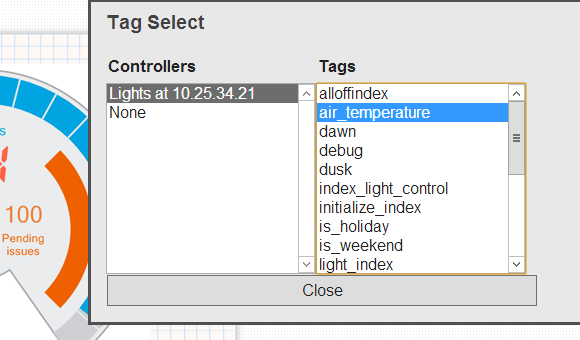 Tag Select
Controllers
Tags
Lights at 10.25.34.21
None
alloffindex
air_temperature
dawn
debug
dusk
index_light_control
initialize_index
is_holiday
is_weekend
light_index
Close
100
Pending
issues